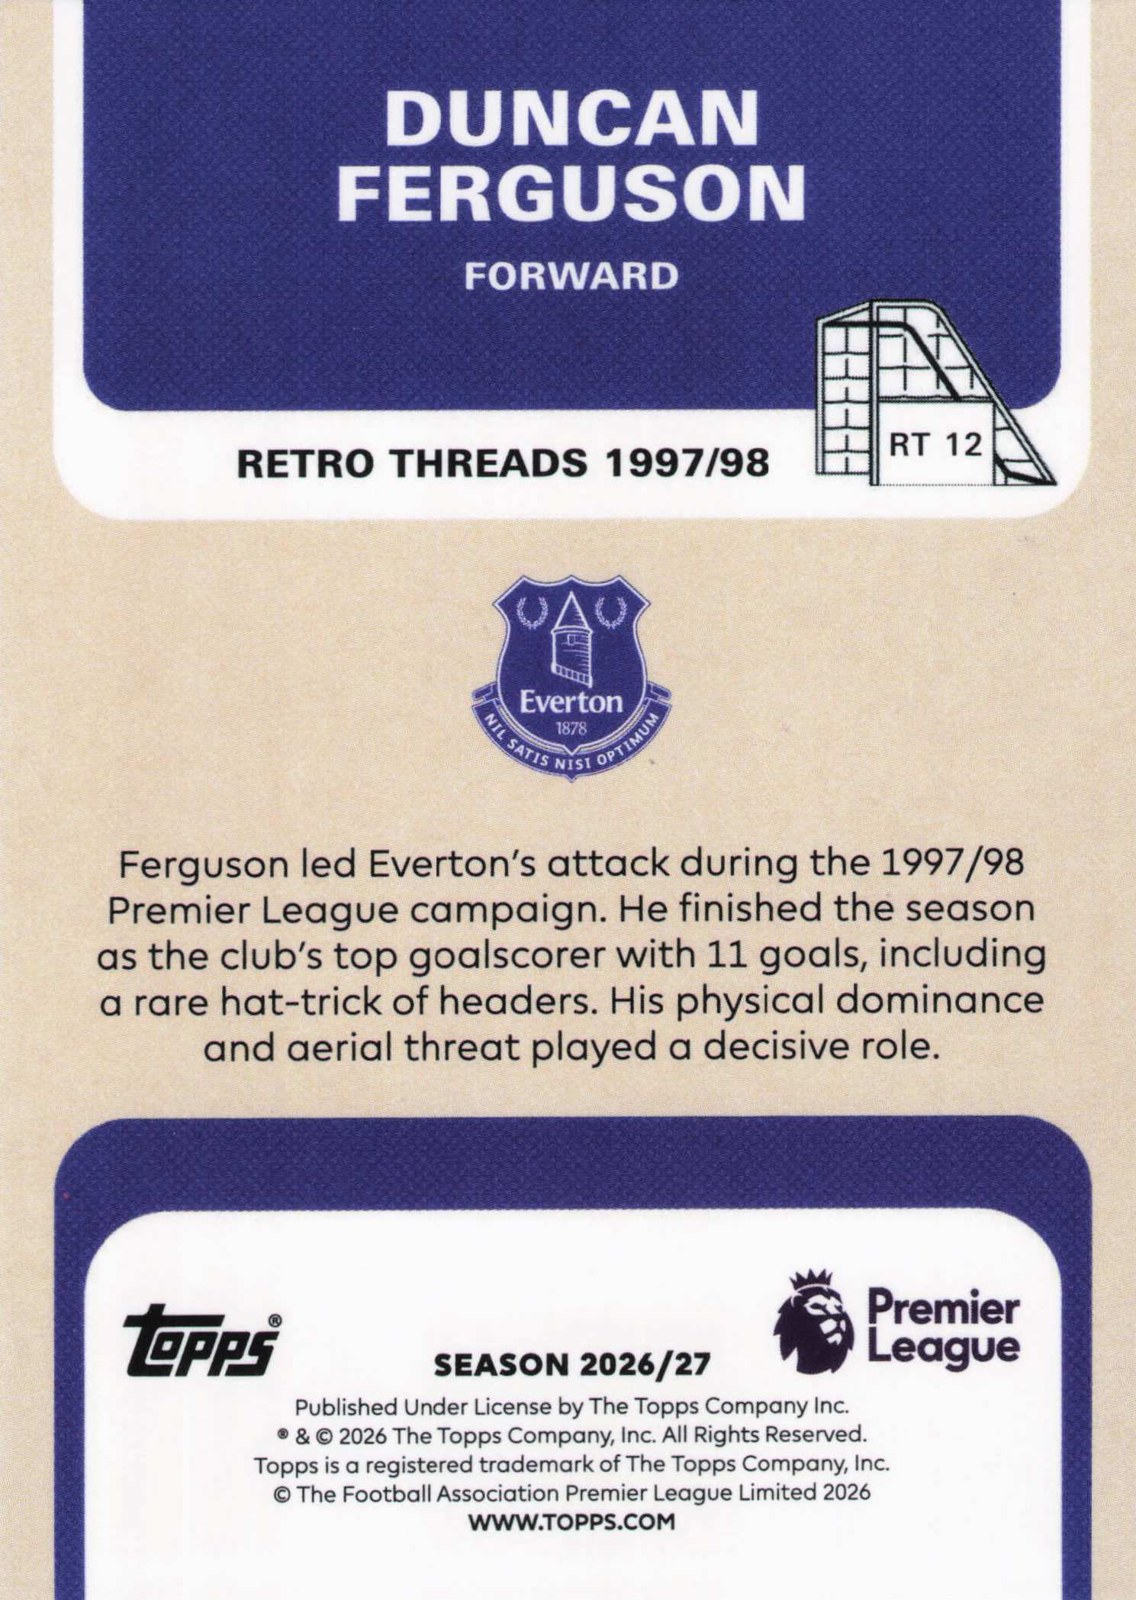 DUNCAN
FERGUSON
FORWARD
RETRO THREADS 1997/98
RT 12
Everton
1878
NIL SATIS NISI OPTIMUM
Ferguson led Everton's attack during the 1997/98
Premier League campaign. He finished the season
as the club's top goalscorer with 11 goals, including
a rare hat-trick of headers. His physical dominance
and aerial threat played a decisive role.
Topps®
Premier
League
SEASON 2026/27
Published Under License by The Topps Company Inc.
® & © 2026 The Topps Company, Inc. All Rights Reserved.
Topps is a registered trademark of The Topps Company, Inc.
© The Football Association Premier League Limited 2026
WWW.TOPPS.COM